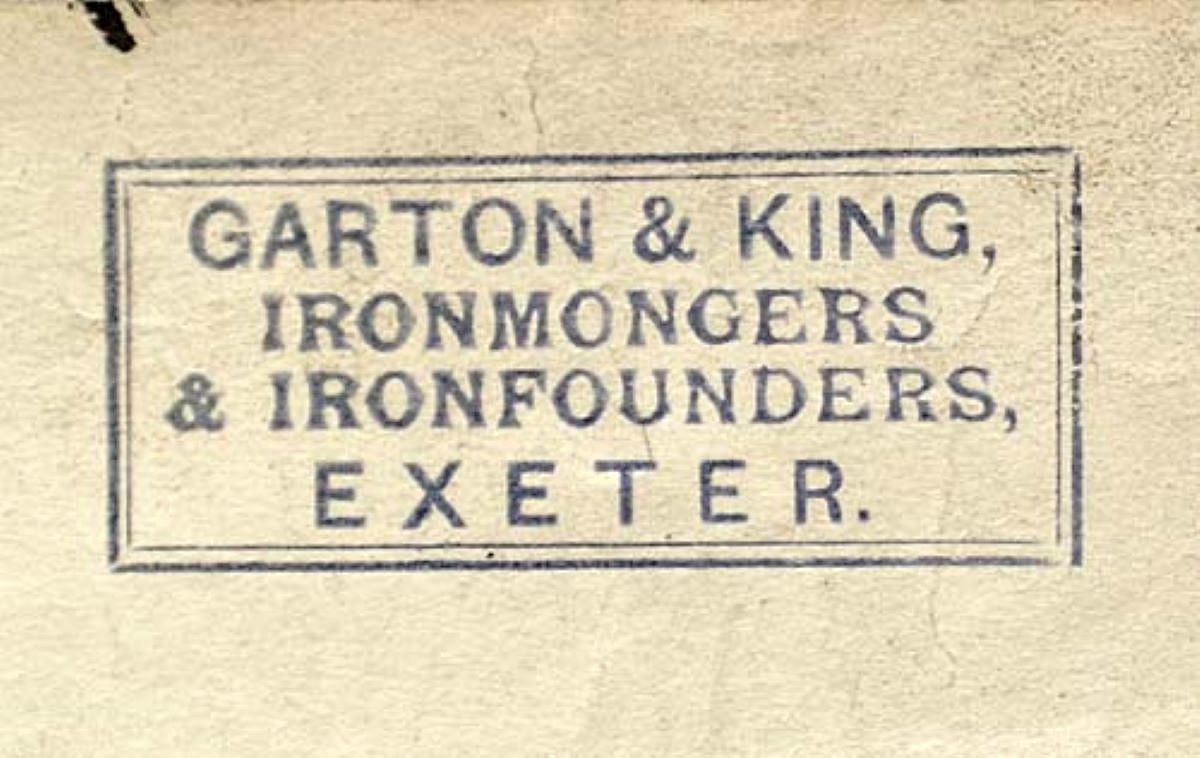 GARTON & KING,
IRONMONGERS
& IRONFOUNDERS,
EXETER.